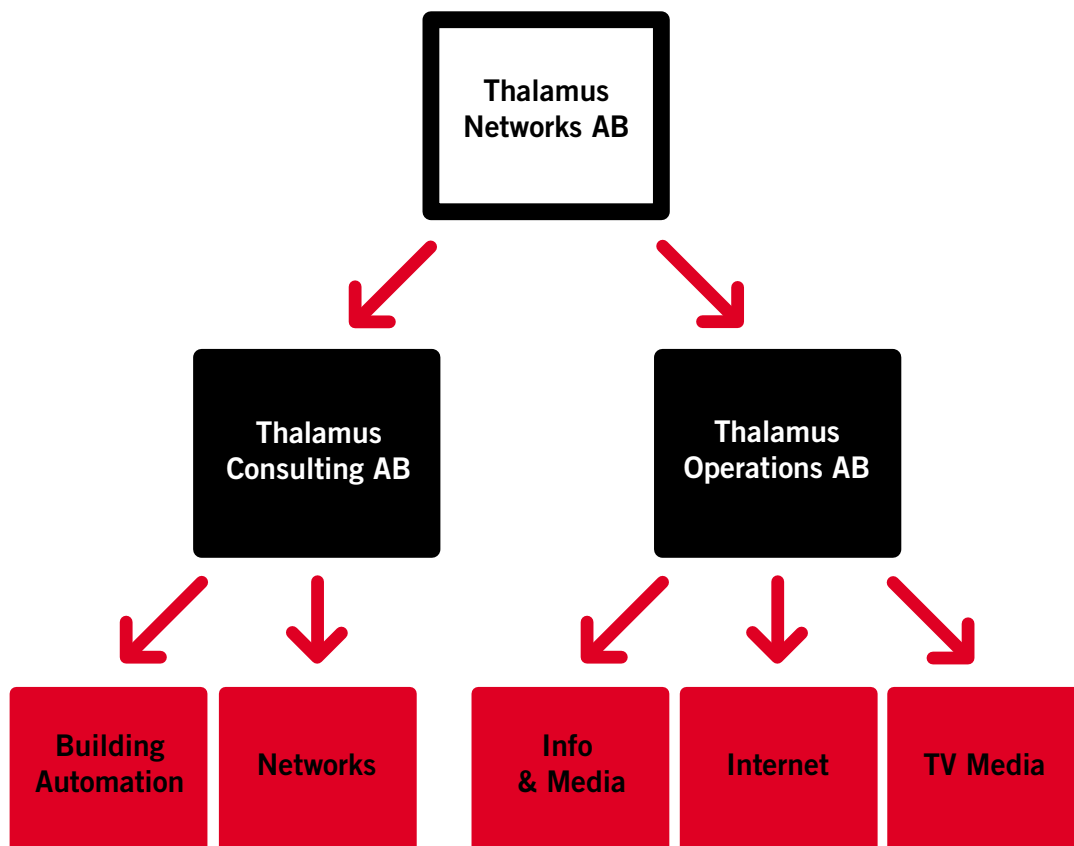 Thalamus
Networks AB
Thalamus
Consulting AB
Thalamus
Operations AB
Building
Automation
Networks
Info
& Media
Internet
TV Media